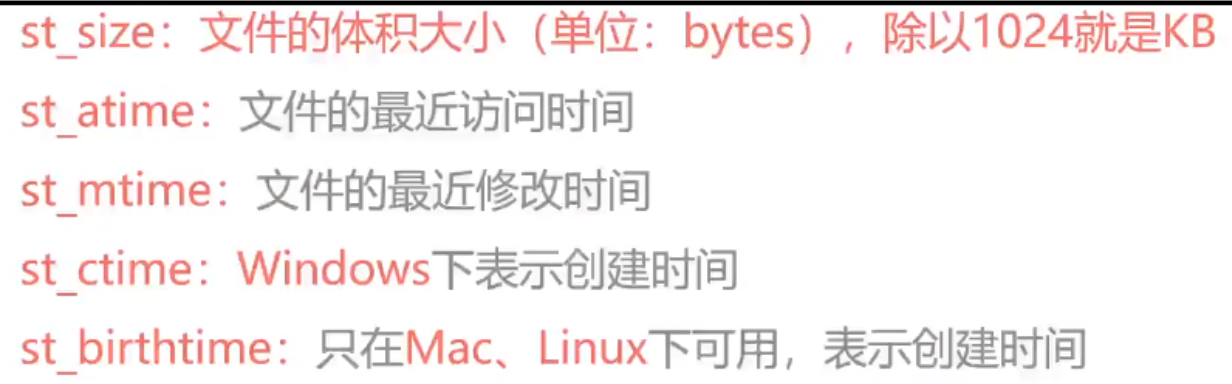 st_size：文件的体积大小（单位：bytes），除以1024就是KB
st_atime：文件的最近访问时间
st_mtime：文件的最近修改时间
st_ctime：Windows下表示创建时间
st_birthtime：只在Mac、Linux下可用，表示创建时间